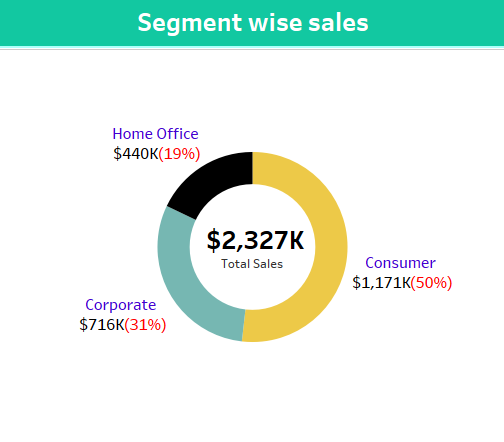 Segment wise sales
Home Office
$440K(19%)
$2,327K
Total Sales
Consumer
$1,171K(50%)
Corporate
$716K(31%)